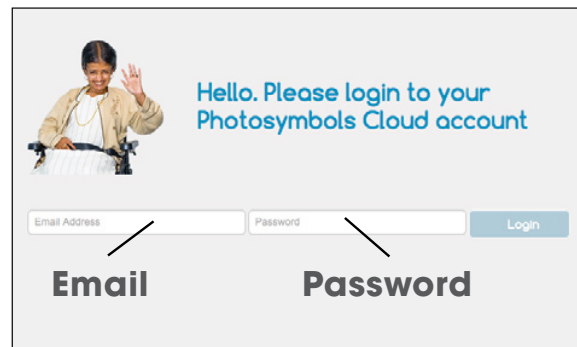 Hello. Please login to your
Photosymbols Cloud account
Email Address
Password
Login
Email
Password